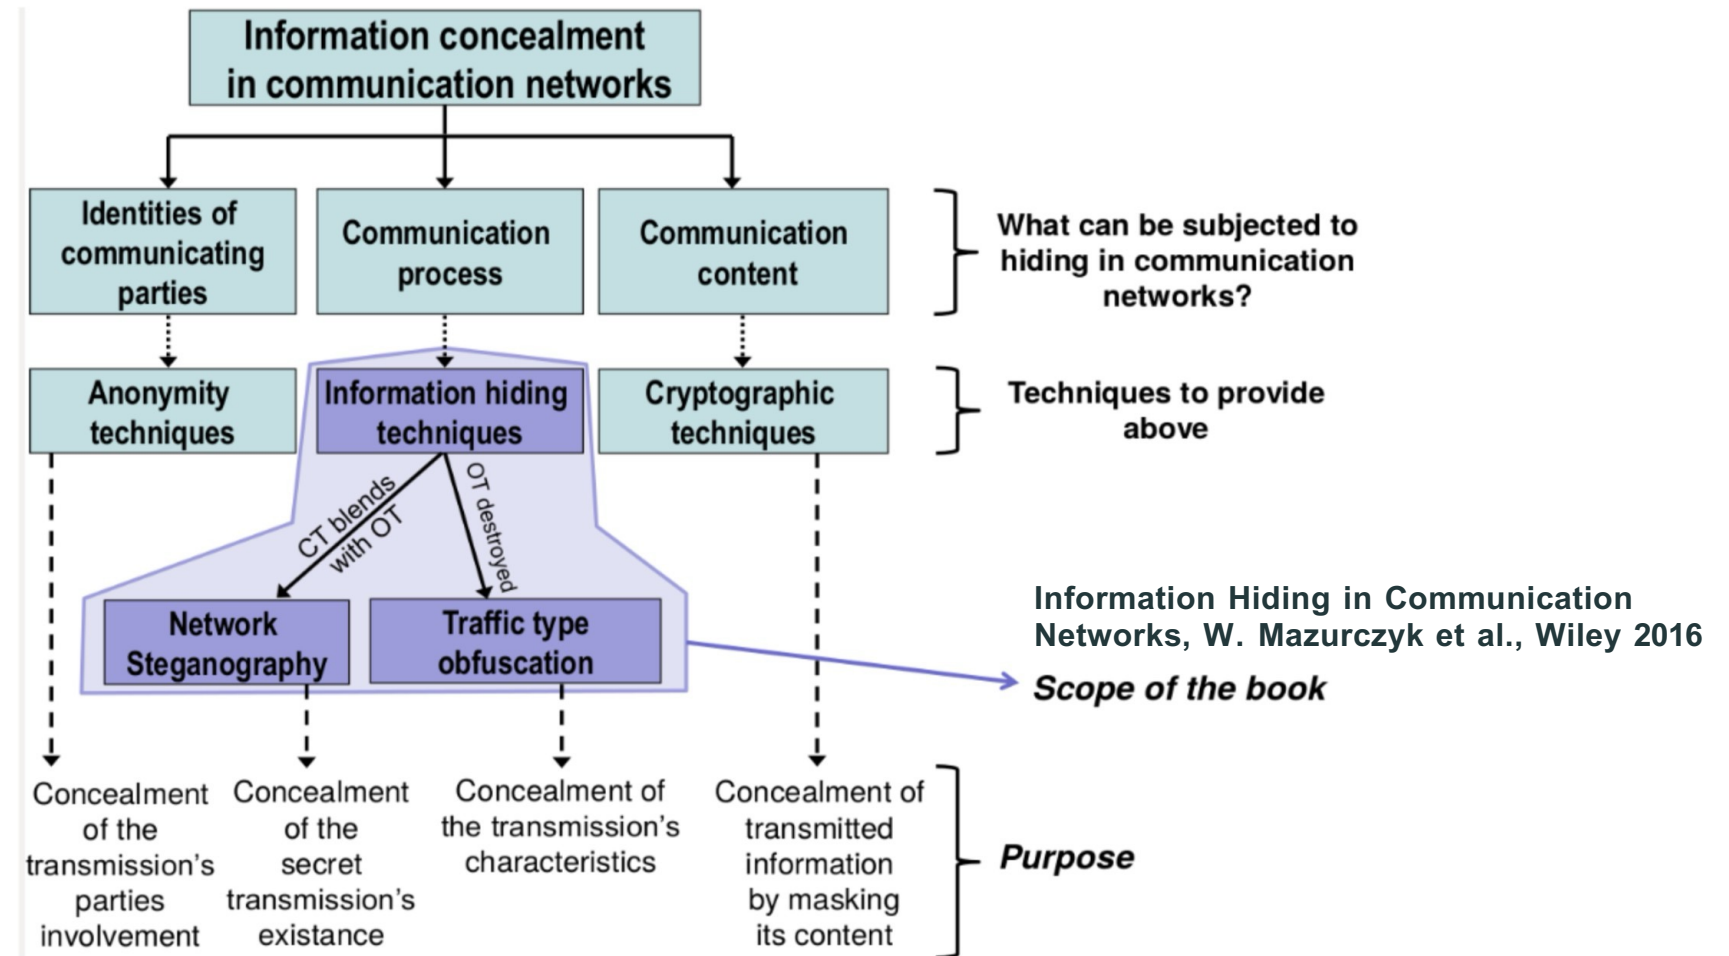 Information concealment
in communication networks
Identities of
communicating
parties
Communication
process
Communication
content
What can be subjected to
hiding in communication
networks?
Anonymity
techniques
Information hiding
techniques
Cryptographic
techniques
Techniques to provide
above
CT blends
with OT
OT destroyed
Network
Steganography
Traffic type
obfuscation
Information Hiding in Communication
Networks, W. Mazurczyk et al., Wiley 2016
Scope of the book
Concealment
of the
transmission's
parties
involvement
Concealment
of the
secret
transmission's
existance
Concealment of
the transmission's
characteristics
Concealment of
transmitted
information
by masking
its content
Purpose